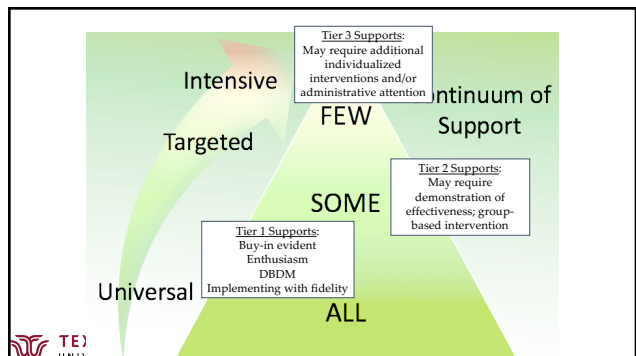 Tier 3 Supports:
May require additional
individualized
interventions and/or
administrative attention
Intensive
FEW
Continuum of
Support
Targeted
Tier 2 Supports:
May require
demonstration of
effectiveness; group-
based intervention
SOME
Tier 1 Supports:
Buy-in evident
Enthusiasm
DBDM
Implementing with fidelity
Universal
ALL